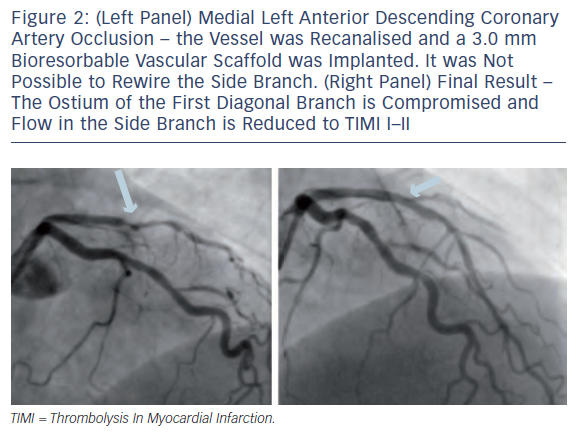 Figure 2: (Left Panel) Medial Left Anterior Descending Coronary
Artery Occlusion – the Vessel was Recanalised and a 3.0 mm
Bioresorbable Vascular Scaffold was Implanted. It was Not
Possible to Rewire the Side Branch. (Right Panel) Final Result –
The Ostium of the First Diagonal Branch is Compromised and
Flow in the Side Branch is Reduced to TIMI I–II
TIMI = Thrombolysis In Myocardial Infarction.